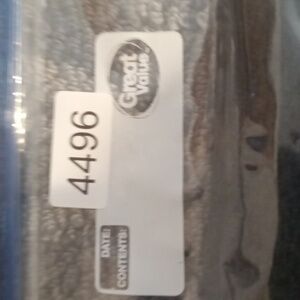 4496
Great
Value
DATE:
CONTENTS: